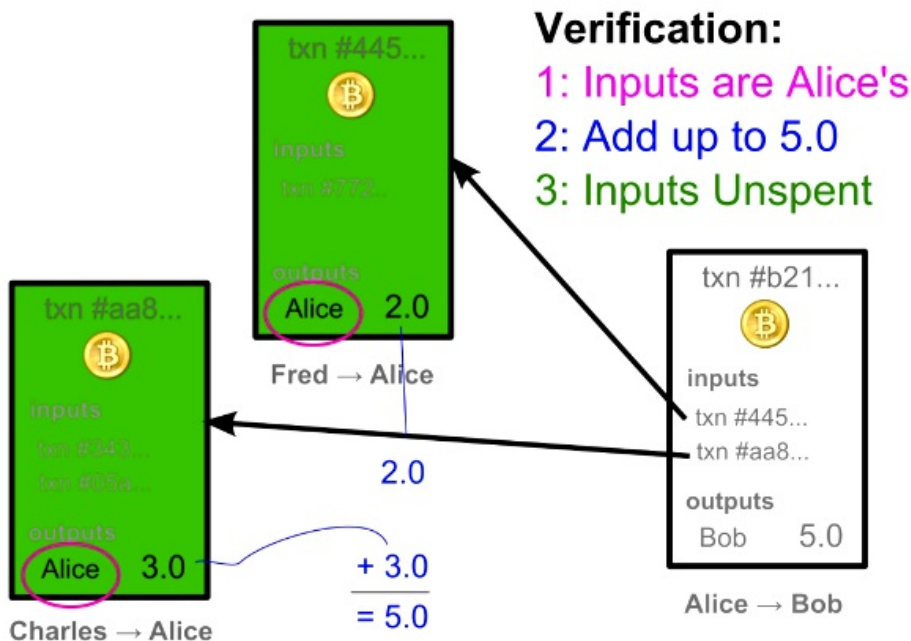 Verification:
1: Inputs are Alice's
2: Add up to 5.0
3: Inputs Unspent
txn #445...
inputs
txn #772...
outputs
Alice 2.0
Fred → Alice
txn #aa8...
inputs
txn #343...
txn #05a...
outputs
Alice 3.0
Charles → Alice
2.0
+ 3.0
= 5.0
txn #b21...
inputs
txn #445...
txn #aa8...
outputs
Bob 5.0
Alice → Bob